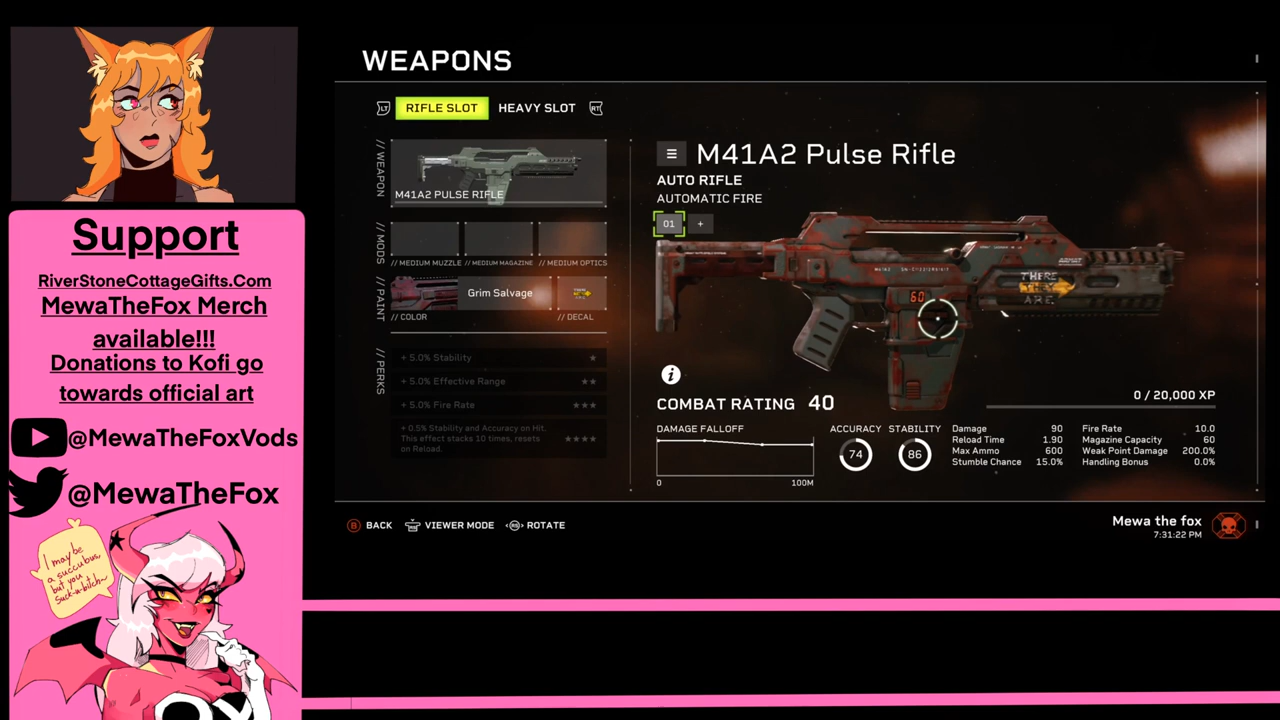 Support
RiverStoneCottageGifts.Com
MewaTheFox Merch
available!!!
Donations to Kofi go
towards official art
@MewaTheFoxVods
@MewaTheFox
I maybe
a succubus,
but you
suck-a-bitch~
WEAPONS
LT
RIFLE SLOT
HEAVY SLOT
RT
// WEAPON
M41A2 PULSE RIFLE
// MODS
// MEDIUM MUZZLE
// MEDIUM MAGAZINE
// MEDIUM OPTICS
// PAINT
Grim Salvage
// COLOR
// DECAL
// PERKS
+ 5.0% Stability
+ 5.0% Effective Range
+ 5.0% Fire Rate
+ 0.5% Stability and Accuracy on Hit.
This effect stacks 10 times, resets
on Reload.
M41A2 Pulse Rifle
AUTO RIFLE
AUTOMATIC FIRE
01
+
60
THERE
THEY
ARE.
i
COMBAT RATING 40
0 / 20,000 XP
DAMAGE FALLOFF
0
100M
ACCURACY
74
STABILITY
86
Damage 90
Reload Time 1.90
Max Ammo 600
Stumble Chance 15.0%
Fire Rate 10.0
Magazine Capacity 60
Weak Point Damage 200.0%
Handling Bonus 0.0%
B BACK
VIEWER MODE
RS ROTATE
Mewa the fox
7:31:22 PM